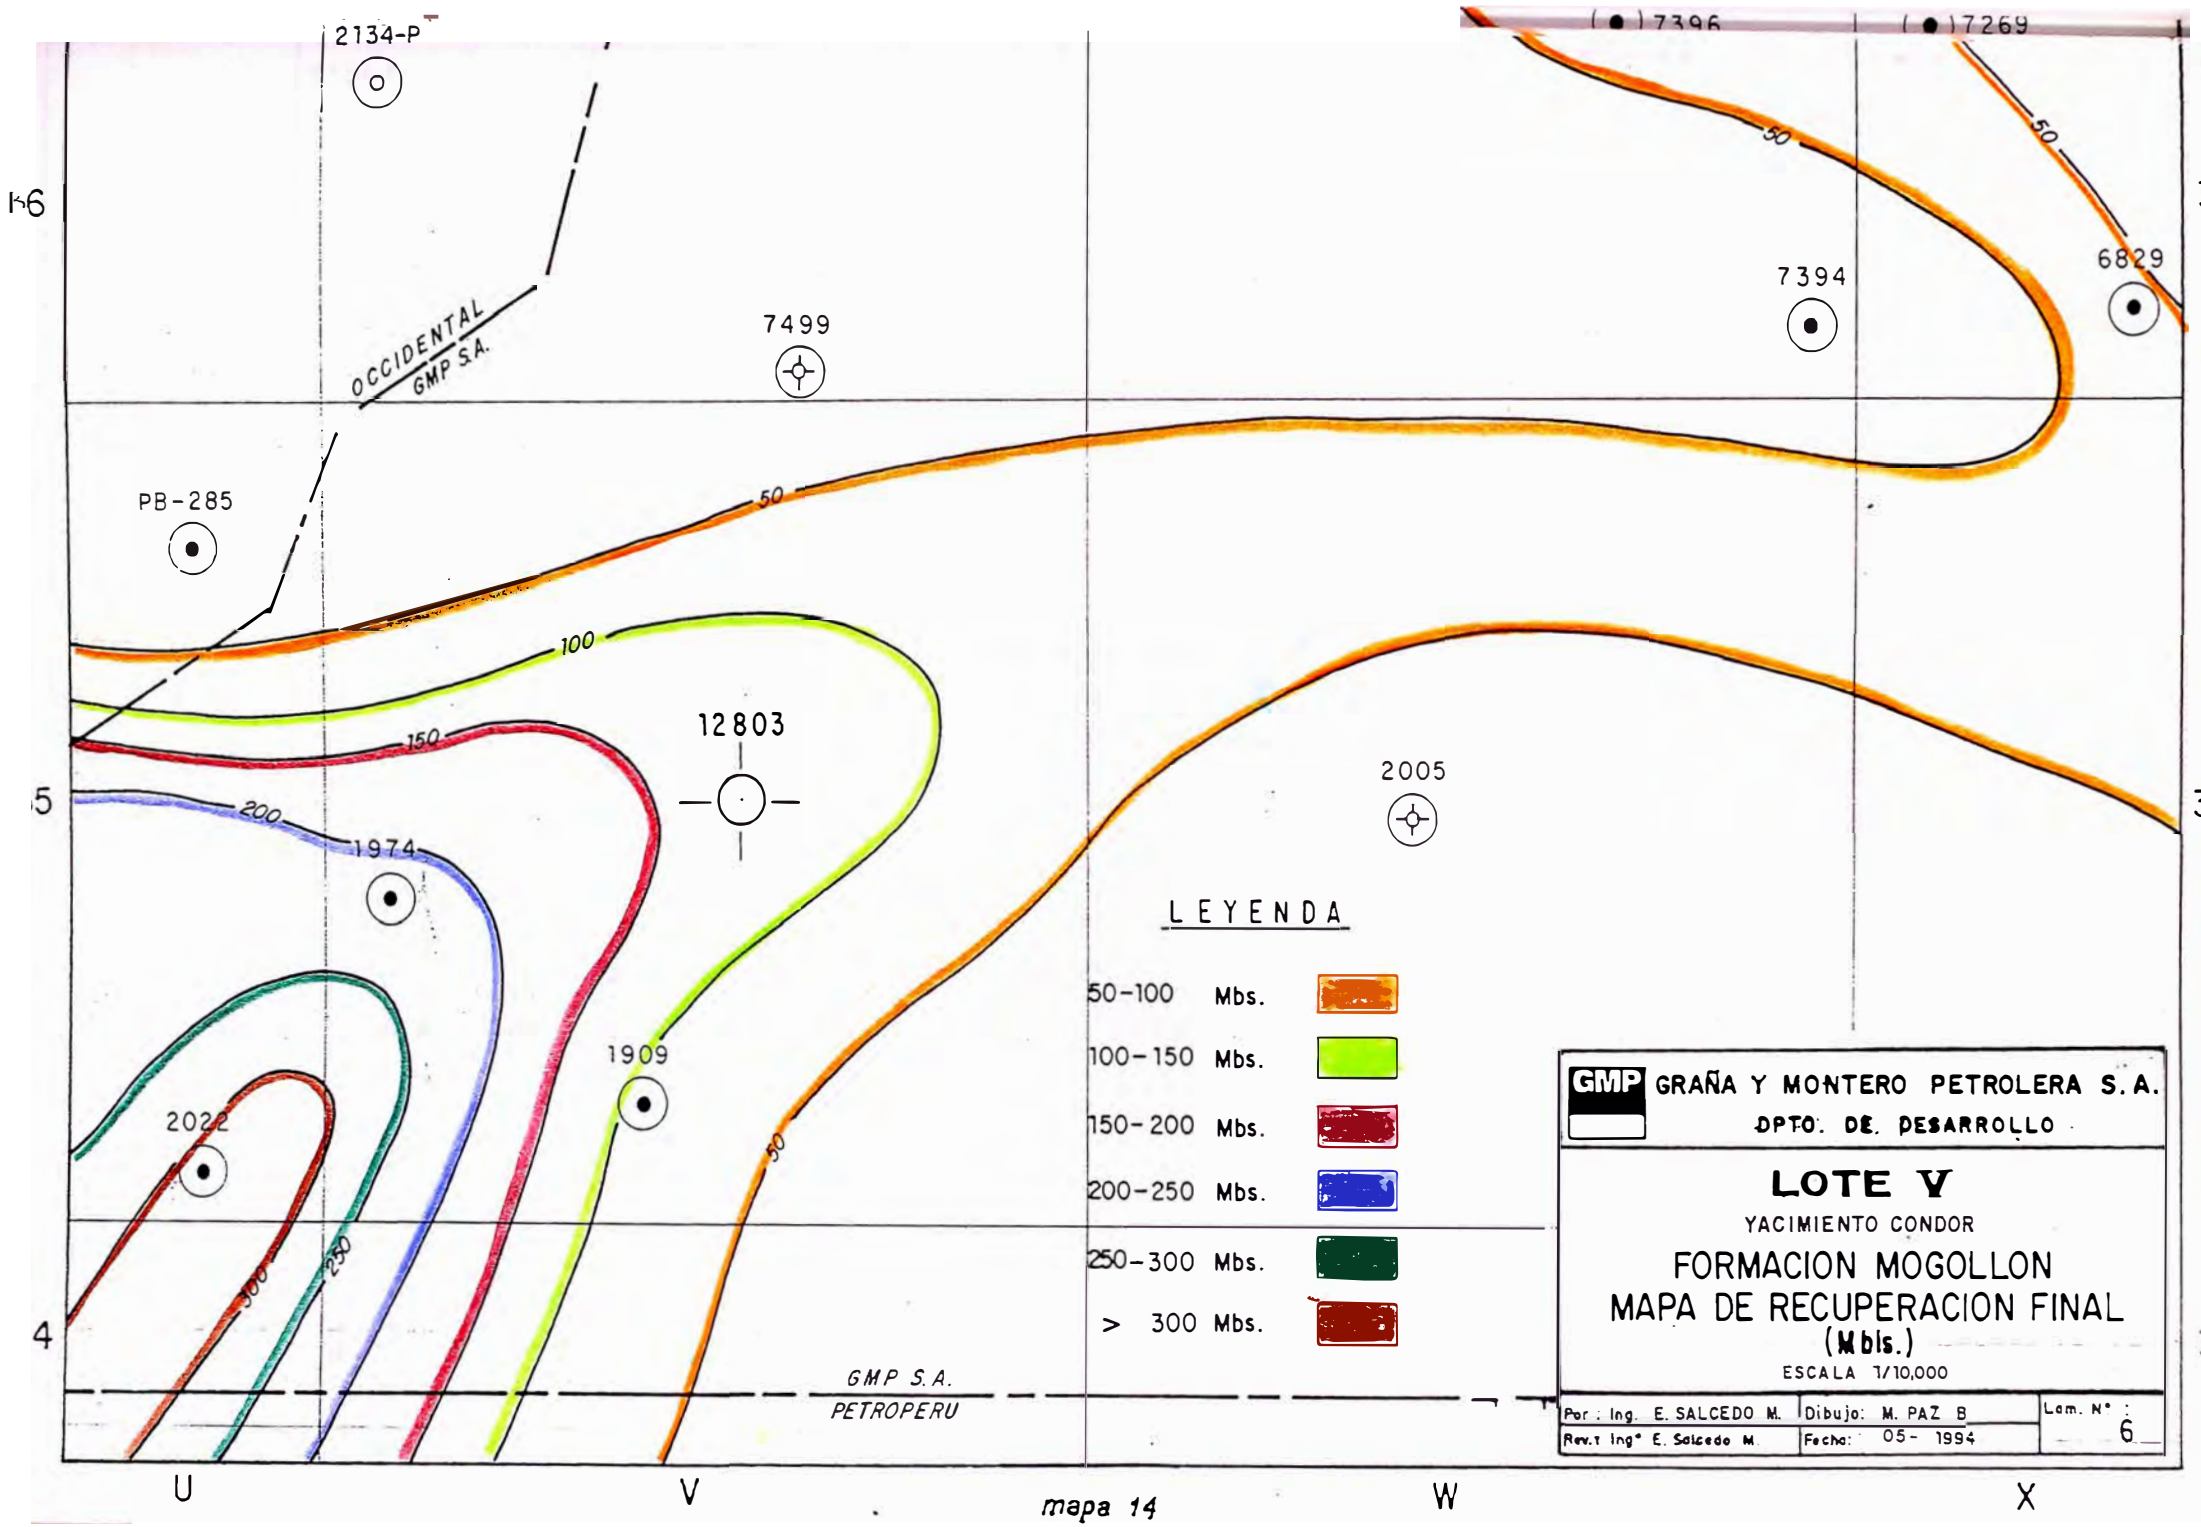 2134-P
7396
7269
50
50
6829
7394
7499
OCCIDENTAL
GMP S.A.
PB-285
50
100
12803
150
2005
200
1974
1909
2022
50
250
300
LEYENDA
50-100 Mbs.
100-150 Mbs.
150-200 Mbs.
200-250 Mbs.
250-300 Mbs.
> 300 Mbs.
GMP S.A.
PETROPERU
GMP GRAÑA Y MONTERO PETROLERA S.A.
DPTO. DE. DESARROLLO
LOTE V
YACIMIENTO CONDOR
FORMACION MOGOLLON
MAPA DE RECUPERACION FINAL
(Mbls.)
ESCALA 1/10,000
Por : Ing. E. SALCEDO M. Dibujo: M. PAZ B
Rev.: Ing° E. Salcedo M. Fecha: 05- 1994
Lam. N° : 6
U V W X
4
mapa 14